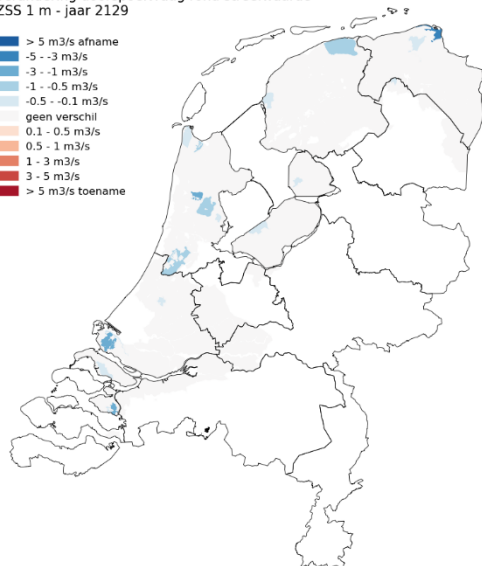 ZSS 1 m - jaar 2129
> 5 m3/s afname
-5 - -3 m3/s
-3 - -1 m3/s
-1 - -0.5 m3/s
-0.5 - -0.1 m3/s
geen verschil
0.1 - 0.5 m3/s
0.5 - 1 m3/s
1 - 3 m3/s
3 - 5 m3/s
> 5 m3/s toename